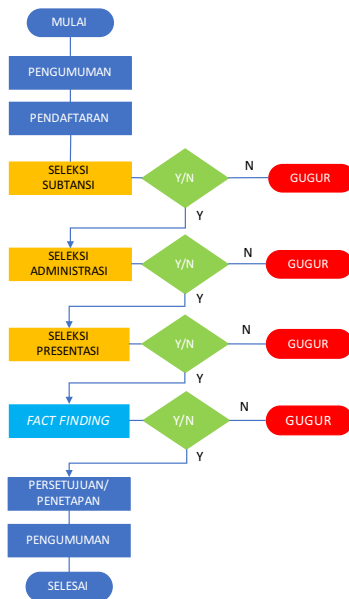 MULAI
PENGUMUMAN
PENDAFTARAN
SELEKSI
SUBTANSI
Y/N
N
GUGUR
Y
SELEKSI
ADMINISTRASI
Y/N
N
GUGUR
Y
SELEKSI
PRESENTASI
Y/N
N
GUGUR
Y
FACT FINDING
Y/N
N
GUGUR
Y
PERSETUJUAN/
PENETAPAN
PENGUMUMAN
SELESAI